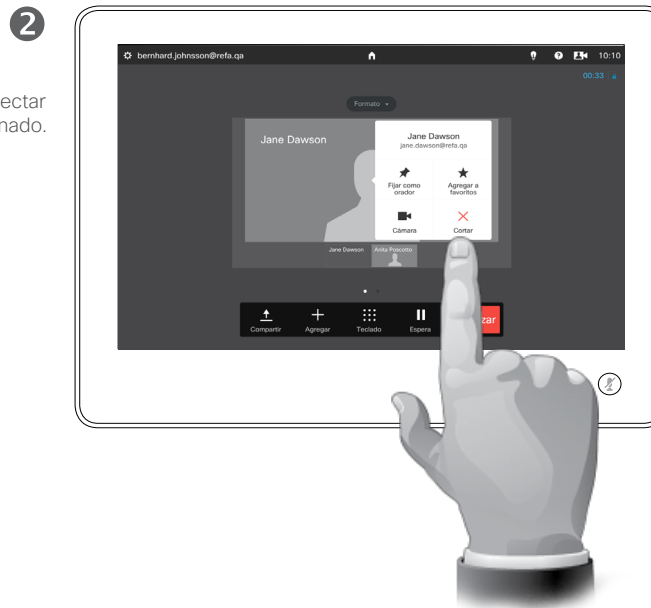 2
ectar
nado.
bernhard.johnsson@refa.qa
10:10
00:33
Formato
Jane Dawson
Jane Dawson
jane.dawson@refa.qa
Fijar como
orador
Agregar a
favoritos
Cámara
Cortar
Jane Dawson
Anita Poscotto
Compartir
Agregar
Teclado
Espera
zar